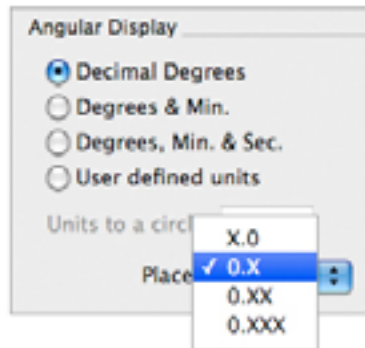 Angular Display
Decimal Degrees
Degrees & Min.
Degrees, Min. & Sec.
User defined units
Units to a circl
X.0
Place ✓ 0.X
0.XX
0.XXX